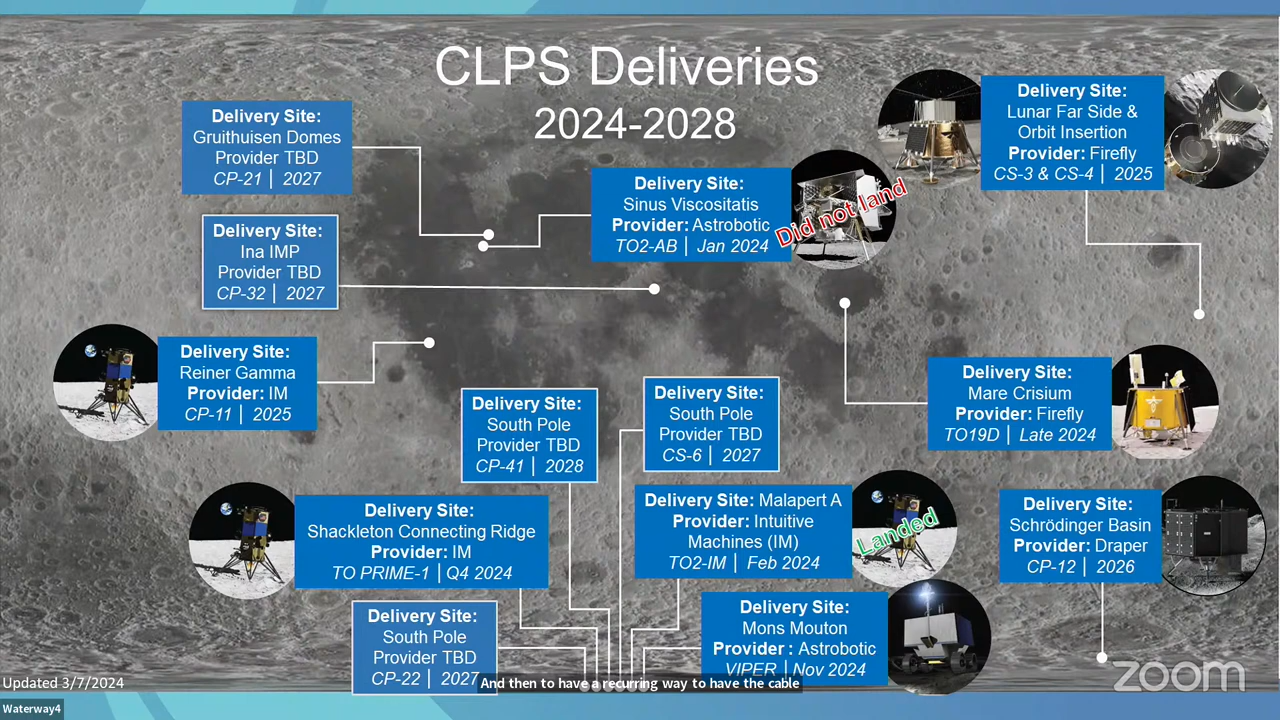 CLPS Deliveries
2024-2028
Delivery Site:
Gruithuisen Domes
Provider TBD
CP-21 | 2027
Delivery Site:
Sinus Viscositatis
Provider: Astrobotic
TO2-AB | Jan 2024
Did not land
Delivery Site:
Lunar Far Side &
Orbit Insertion
Provider: Firefly
CS-3 & CS-4 | 2025
Delivery Site:
Ina IMP
Provider TBD
CP-32 | 2027
Delivery Site:
Reiner Gamma
Provider: IM
CP-11 | 2025
Delivery Site:
South Pole
Provider TBD
CP-41 | 2028
Delivery Site:
South Pole
Provider TBD
CS-6 | 2027
Delivery Site:
Mare Crisium
Provider: Firefly
TO19D | Late 2024
Delivery Site:
Shackleton Connecting Ridge
Provider: IM
TO PRIME-1 | Q4 2024
Delivery Site: Malapert A
Provider: Intuitive
Machines (IM)
TO2-IM | Feb 2024
Landed
Delivery Site:
Schrödinger Basin
Provider: Draper
CP-12 | 2026
Delivery Site:
South Pole
Provider TBD
CP-22 | 2027
Delivery Site:
Mons Mouton
Provider : Astrobotic
VIPER | Nov 2024
Updated 3/7/2024
And then to have a recurring way to have the cable
zoom
Waterway4